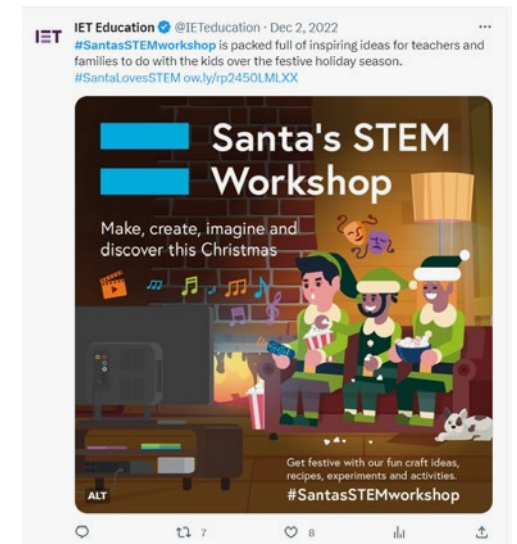 IET
IET Education @IETeducation · Dec 2, 2022
#SantasSTEMworkshop is packed full of inspiring ideas for teachers and
families to do with the kids over the festive holiday season.
#SantaLovesSTEM ow.ly/rp2450LMLXX
Santa's STEM
Workshop
Make, create, imagine and
discover this Christmas
Get festive with our fun craft ideas,
recipes, experiments and activities.
#SantasSTEMworkshop
ALT
7
8